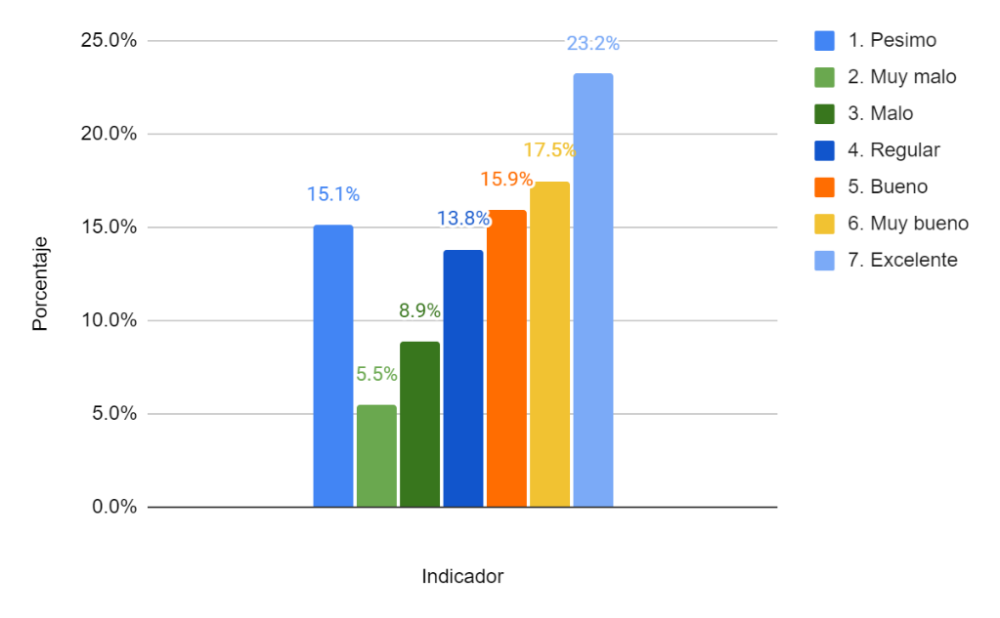 25.0%
20.0%
15.0%
10.0%
5.0%
0.0%
Porcentaje
15.1%
5.5%
8.9%
13.8%
15.9%
17.5%
23.2%
Indicador
1. Pesimo
2. Muy malo
3. Malo
4. Regular
5. Bueno
6. Muy bueno
7. Excelente